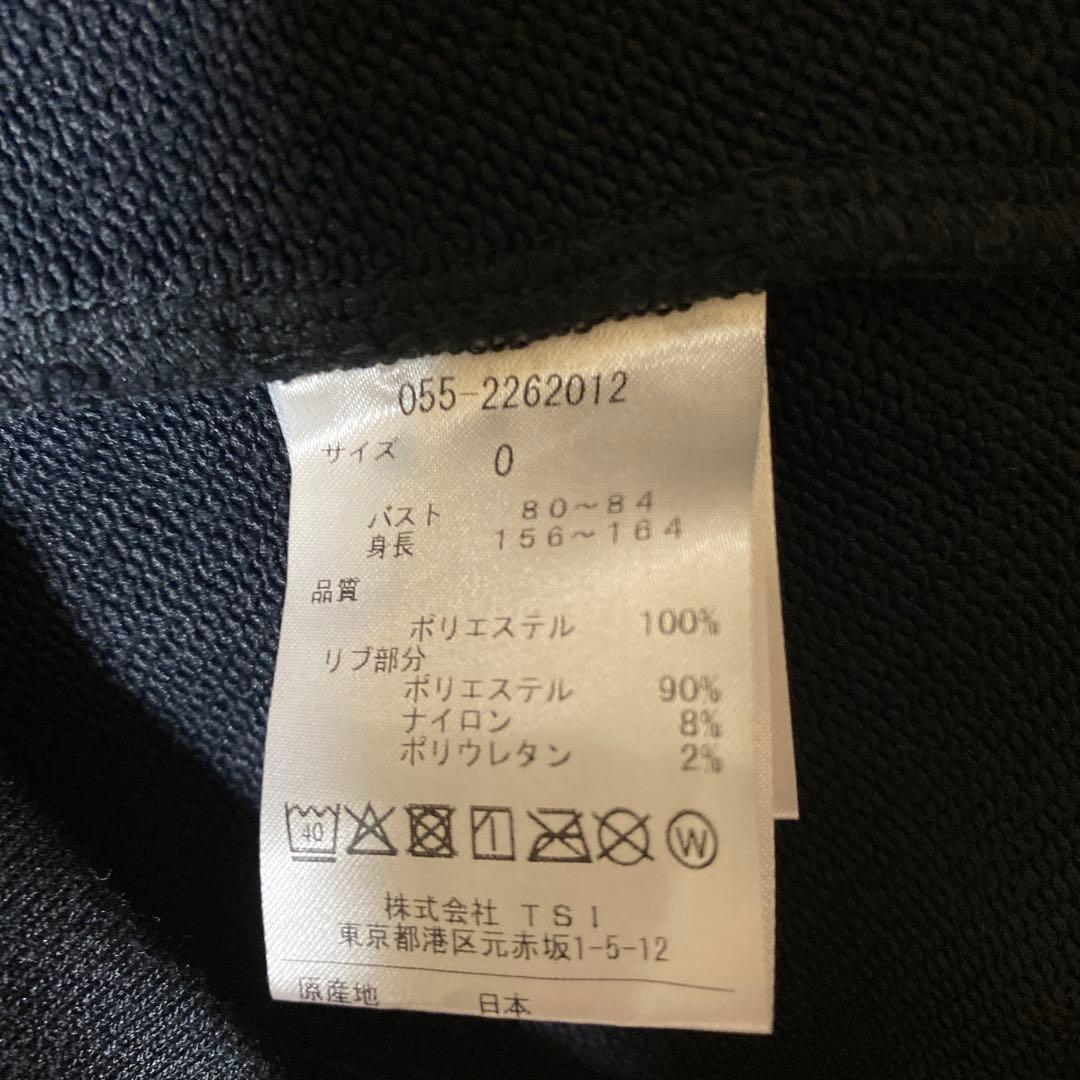 055-2262012
サイズ 0
バスト 80～84
身長 156～164
品質
ポリエステル 100%
リブ部分
ポリエステル 90%
ナイロン 8%
ポリウレタン 2%
40 W
株式会社 TSI
東京都港区元赤坂1-5-12
原産地 日本